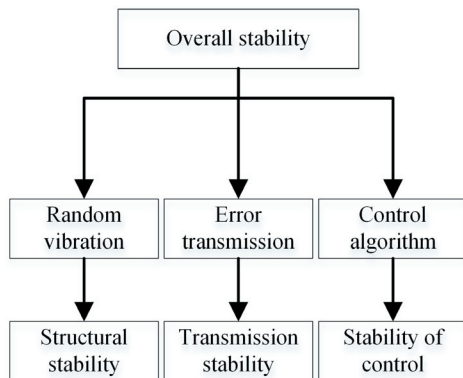 Overall stability
Random
vibration
Error
transmission
Control
algorithm
Structural
stability
Transmission
stability
Stability of
control